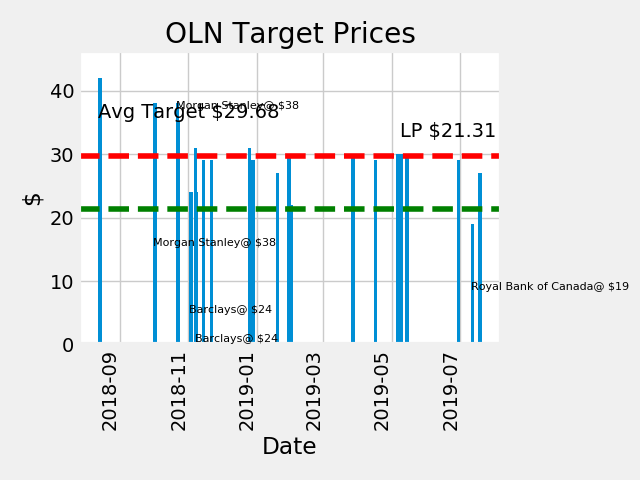 OLN Target Prices
40
Morgan Stanley@ $38
Avg Target $29.68
LP $21.31
30
$
20
Morgan Stanley@ $38
10
Royal Bank of Canada@ $19
Barclays@ $24
Barclays@ $24
0
2018-09
2018-11
2019-01
2019-03
2019-05
2019-07
Date